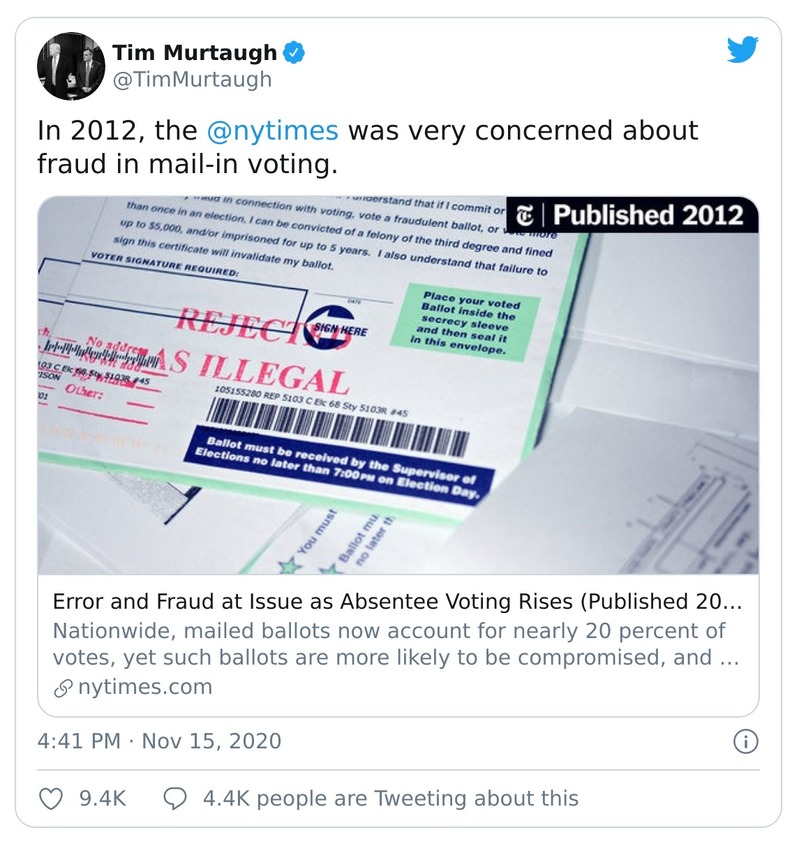 Tim Murtaugh
@TimMurtaugh
In 2012, the @nytimes was very concerned about
fraud in mail-in voting.
Published 2012
fraud in connection with voting, vote a fraudulent ballot, or vote more
understand that if I commit or
than once in an election, I can be convicted of a felony of the third degree and fined
up to $5,000, and/or imprisoned for up to 5 years. I also understand that failure to
sign this certificate will invalidate my ballot.
VOTER SIGNATURE REQUIRED:
DATE
SIGN HERE
Place your voted
Ballot inside the
secrecy sleeve
and then seal it
in this envelope.
REJECTED
AS ILLEGAL
No address
Other:
105155280 REP 5103 C Elc 68 Sty 5103R #45
103 C Elc 68 Sty 5103R #45
Ballot must be received by the Supervisor of
Elections no later than 7:00PM on Election Day.
You must
Ballot mu
no later th
Error and Fraud at Issue as Absentee Voting Rises (Published 20...
Nationwide, mailed ballots now account for nearly 20 percent of
votes, yet such ballots are more likely to be compromised, and ...
nytimes.com
4:41 PM · Nov 15, 2020
9.4K
4.4K people are Tweeting about this